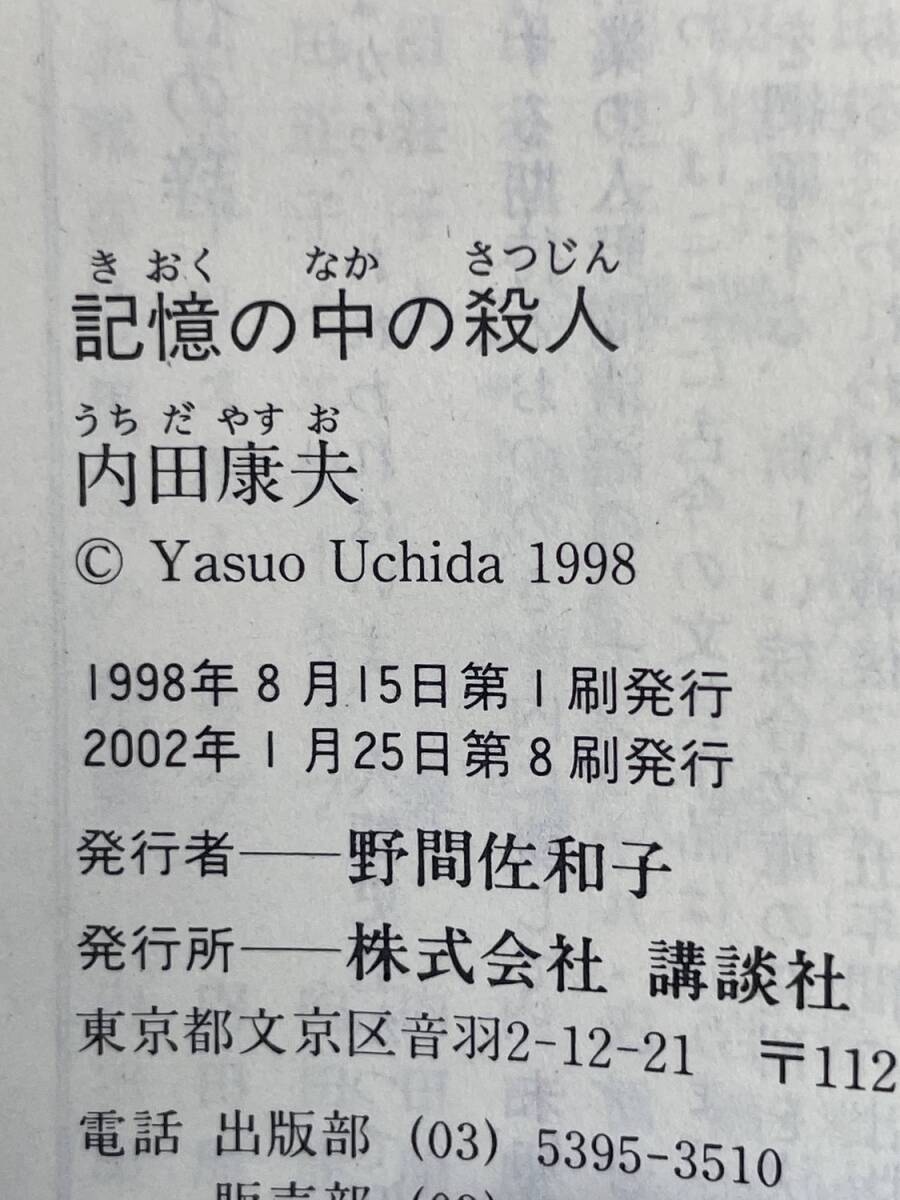 き おく なか さつじん
記憶の中の殺人
うち だ やす お
内田康夫
© Yasuo Uchida 1998
1998年8月15日第1刷発行
2002年1月25日第8刷発行
発行者──野間佐和子
発行所──株式会社 講談社
東京都文京区音羽2-12-21 〒112
電話 出版部 (03) 5395-3510
販売部 (03)